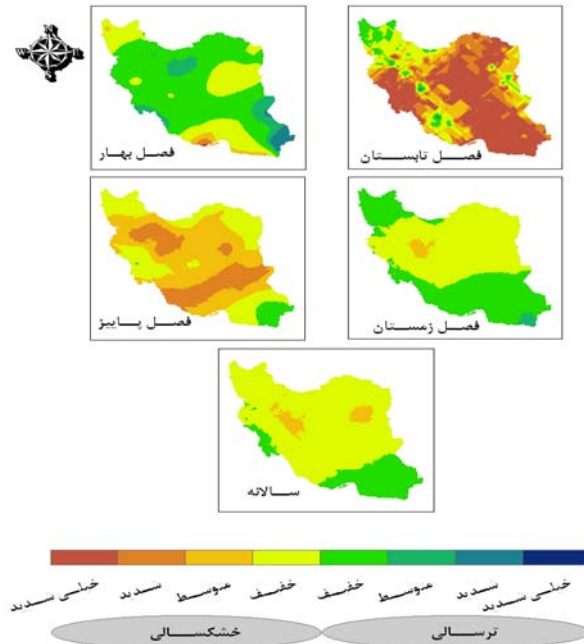 فصل بهار
فصل تابستان
فصل پاییز
فصل زمستان
سالانه
خیلی شدید
شدید
متوسط
خفیف
خفیف
متوسط
شدید
خیلی شدید
خشکسالی
ترسالی